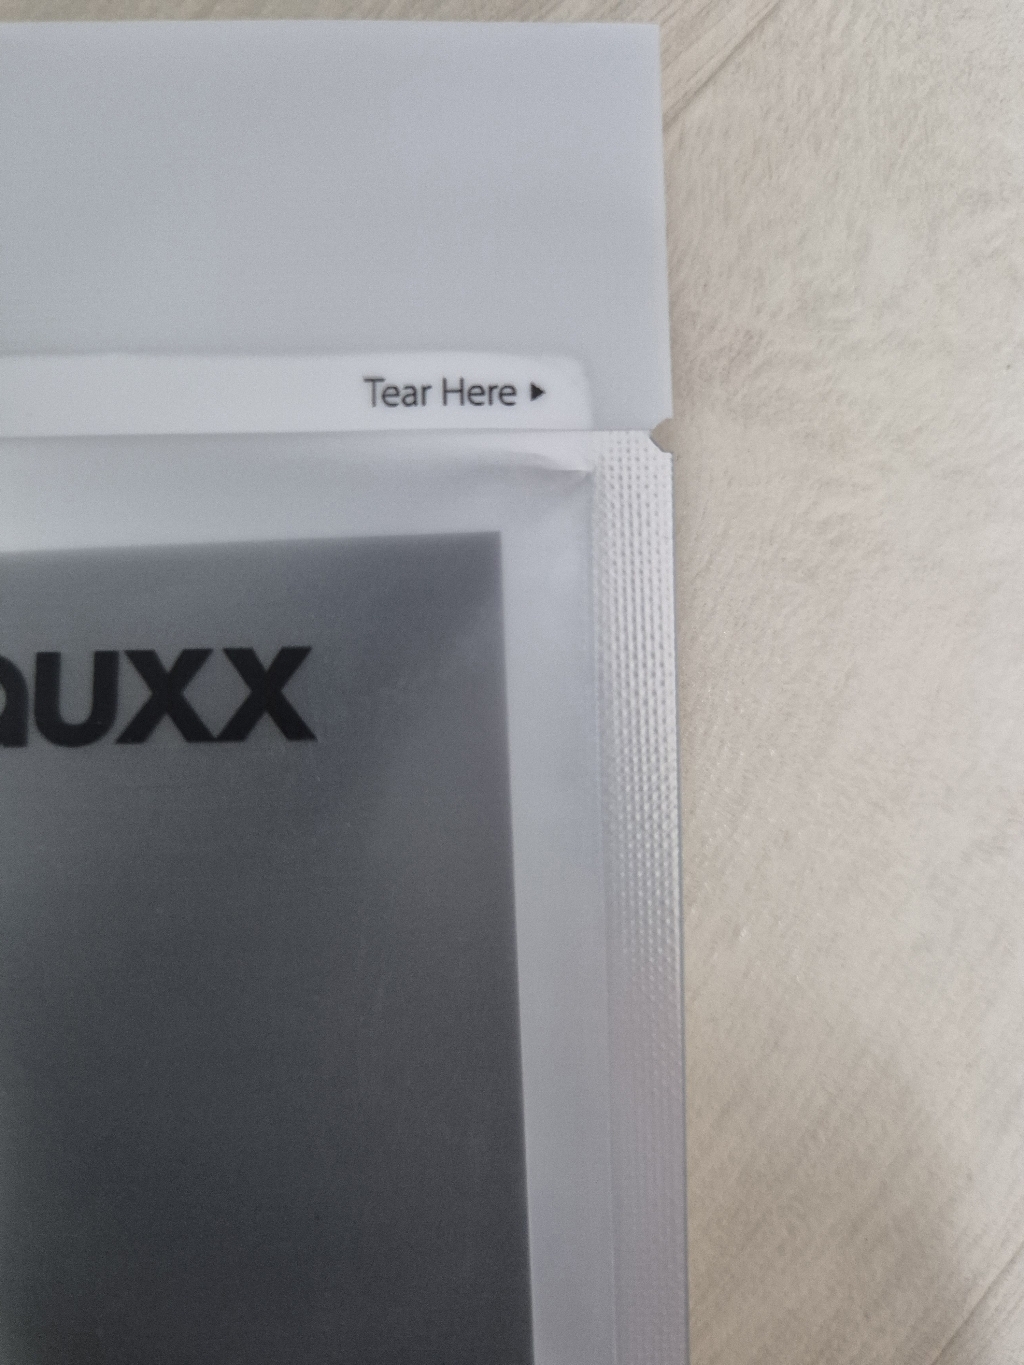 Tear Here ▶
auxx